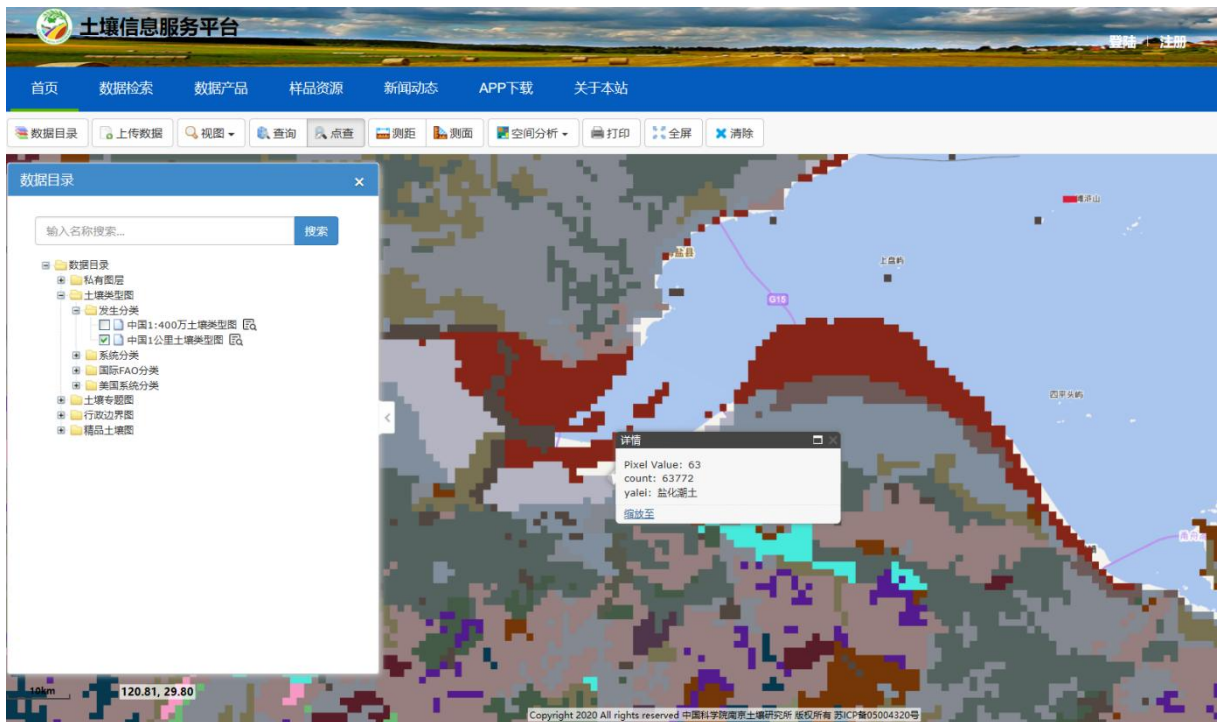 土壤信息服务平台
登陆 | 注册
首页 数据检索 数据产品 样品资源 新闻动态 APP下载 关于本站
数据目录 上传数据 视图 查询 点查 测距 测面 空间分析 打印 全屏 清除
数据目录
输入名称搜索... 搜索
数据目录
私有图层
土壤类型图
发生分类
中国1:400万土壤类型图
中国1公里土壤类型图
系统分类
国际FAO分类
美国系统分类
土壤专题图
行政边界图
精品土壤图
滩浒山
盐县
上盘屿
G15
四平头屿
详情
Pixel Value: 63
count: 63772
yalei: 盐化潮土
缩放至
10km
120.81, 29.80
Copyright 2020 All rights reserved 中国科学院南京土壤研究所 版权所有 苏ICP备05004320号